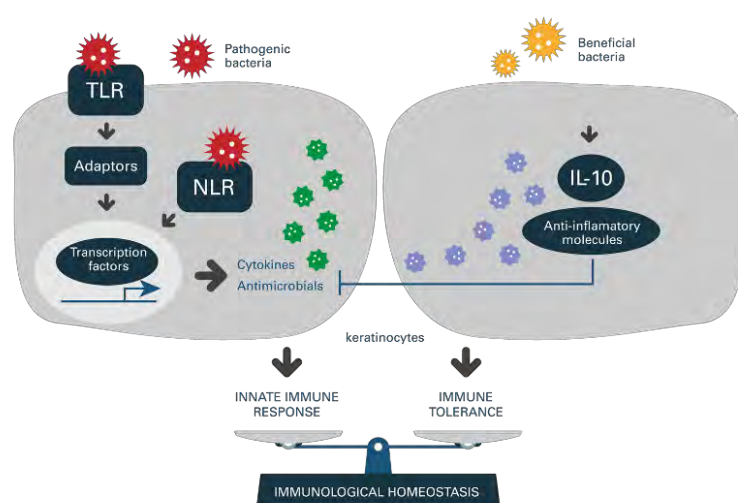 Pathogenic
bacteria
Beneficial
bacteria
TLR
Adaptors
NLR
Transcription
factors
Cytokines
Antimicrobials
IL-10
Anti-inflamatory
molecules
keratinocytes
INNATE IMMUNE
RESPONSE
IMMUNE
TOLERANCE
IMMUNOLOGICAL HOMEOSTASIS